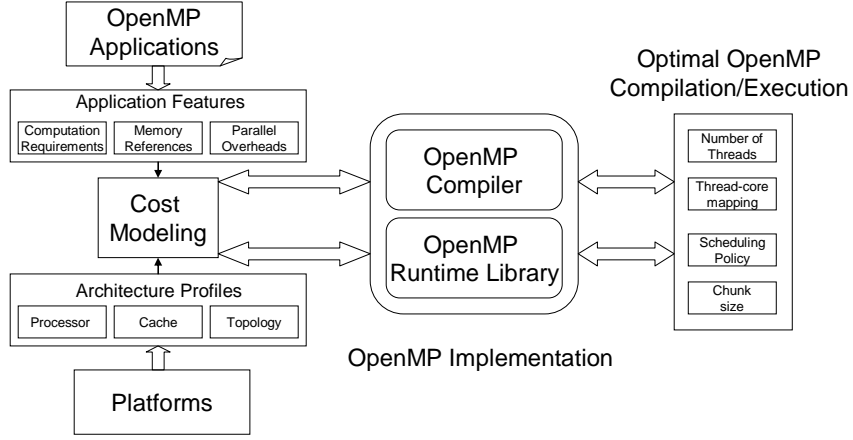 OpenMP
Applications
Application Features
Computation
Requirements
Memory
References
Parallel
Overheads
Cost
Modeling
Architecture Profiles
Processor
Cache
Topology
Platforms
OpenMP
Compiler
OpenMP
Runtime Library
OpenMP Implementation
Optimal OpenMP
Compilation/Execution
Number of
Threads
Thread-core
mapping
Scheduling
Policy
Chunk
size